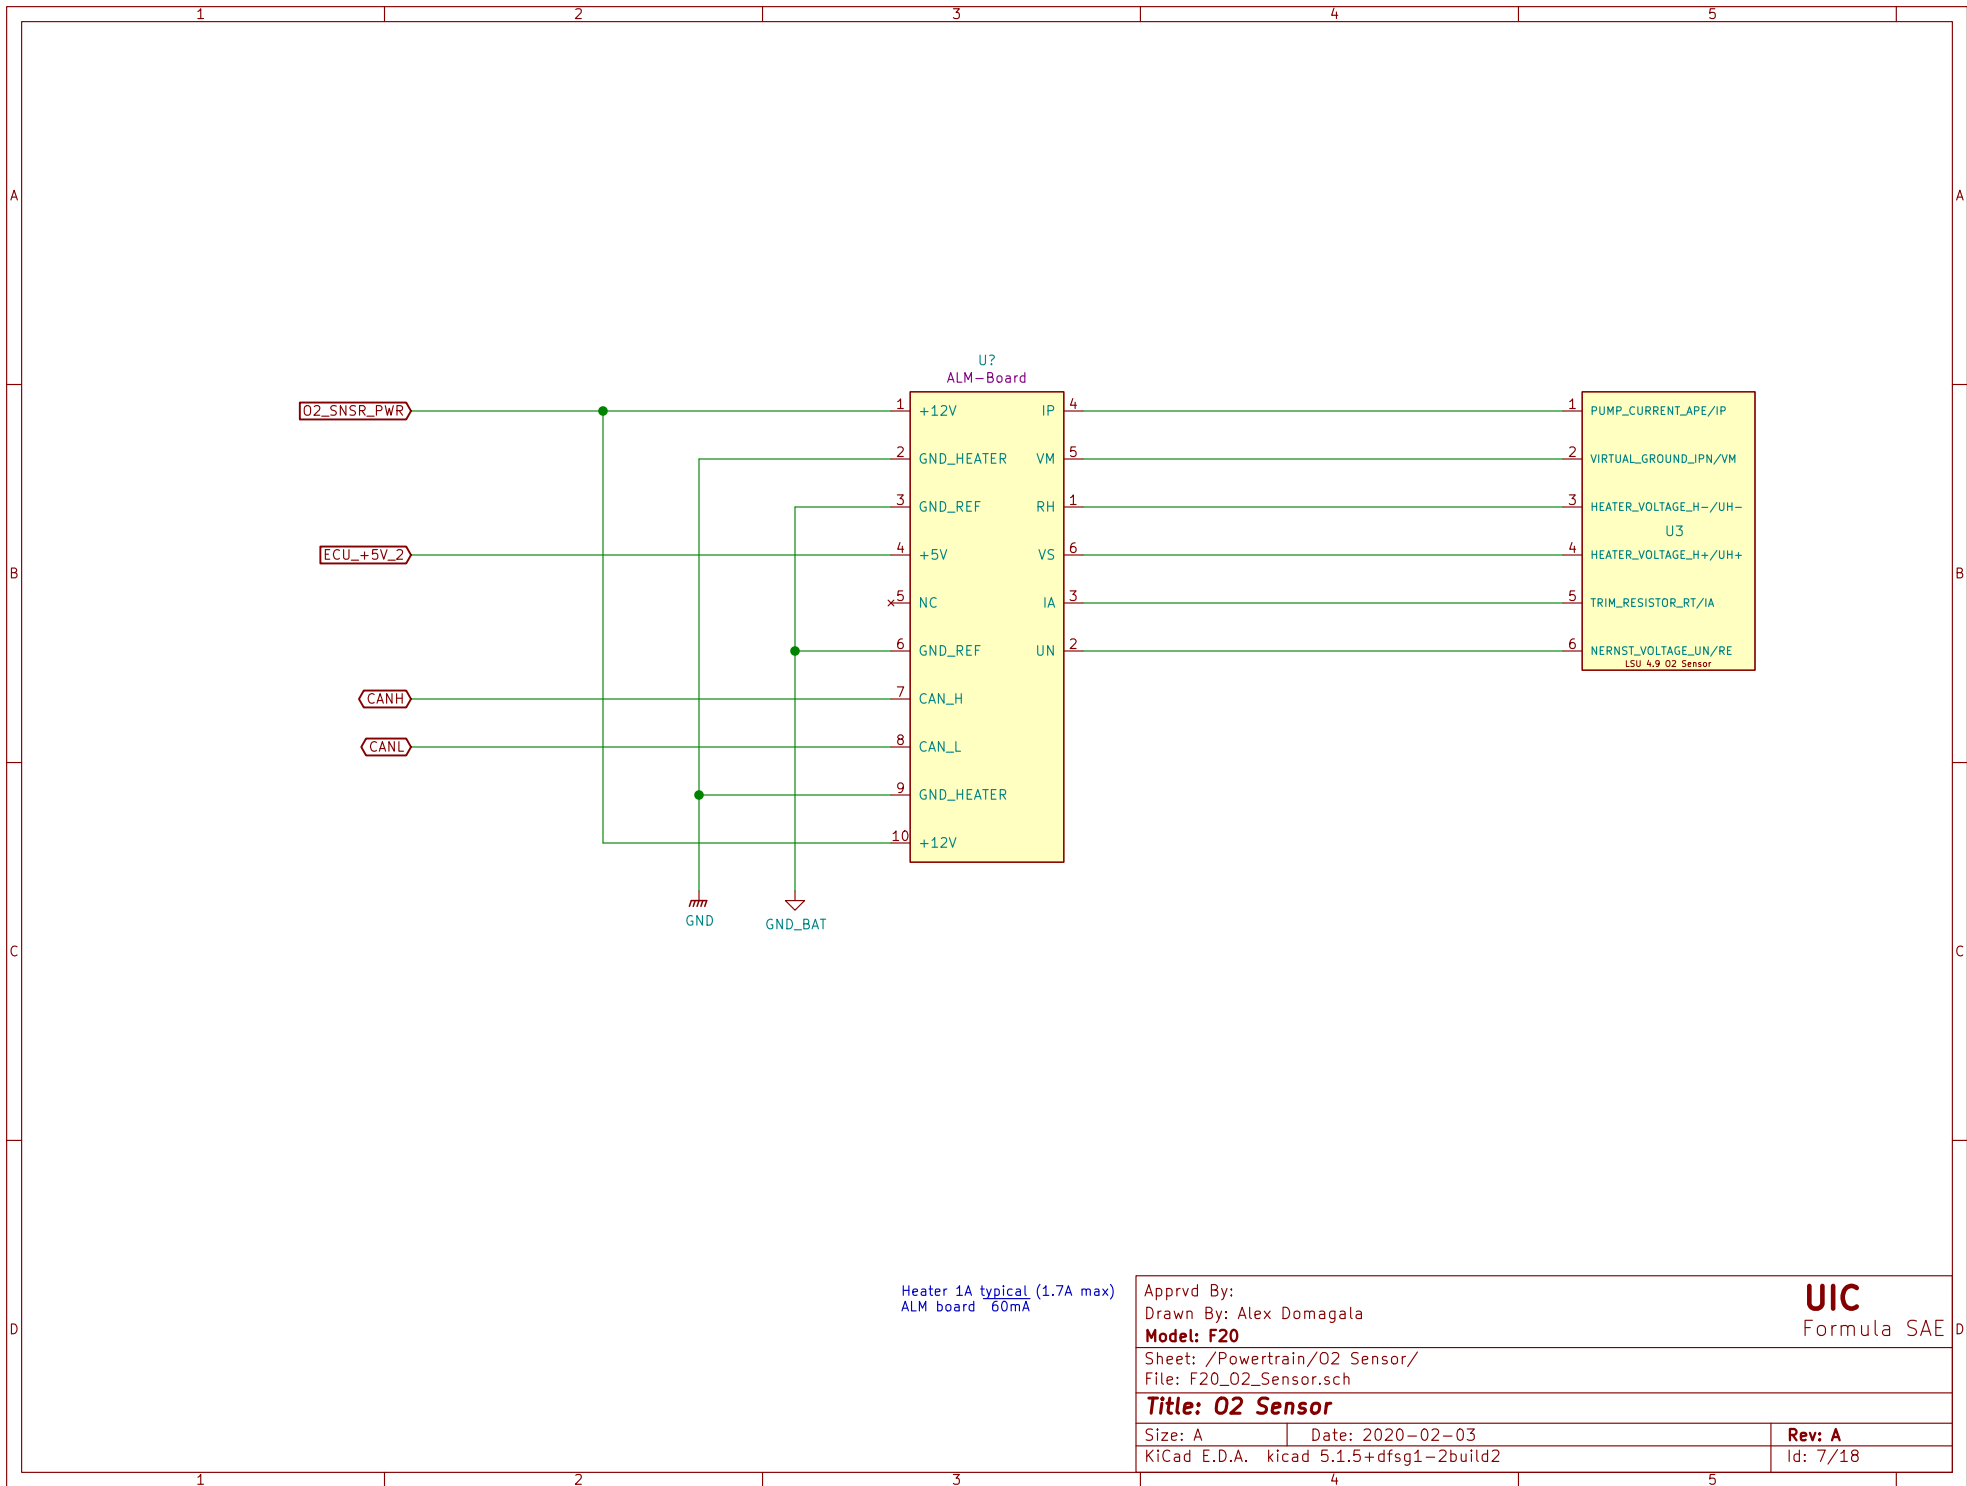 1 2 3 4 5
A A
U?
ALM-Board
O2_SNSR_PWR 1 +12V IP 4 1 PUMP_CURRENT_APE/IP
2 GND_HEATER VM 5 2 VIRTUAL_GROUND_IPN/VM
3 GND_REF RH 1 3 HEATER_VOLTAGE_H-/UH-
U3
ECU_+5V_2 4 +5V VS 6 4 HEATER_VOLTAGE_H+/UH+
B B
5 NC IA 3 5 TRIM_RESISTOR_RT/IA
6 GND_REF UN 2 6 NERNST_VOLTAGE_UN/RE
LSU 4.9 O2 Sensor
CANH 7 CAN_H
CANL 8 CAN_L
9 GND_HEATER
10 +12V
GND
GND_BAT
C C
Heater 1A typical (1.7A max)
ALM board 60mA
Apprvd By:
Drawn By: Alex Domagala
Model: F20
UIC
Formula SAE
D D
Sheet: /Powertrain/O2 Sensor/
File: F20_O2_Sensor.sch
Title: O2 Sensor
Size: A Date: 2020-02-03 Rev: A
KiCad E.D.A. kicad 5.1.5+dfsg1-2build2 Id: 7/18
1 2 3 4 5